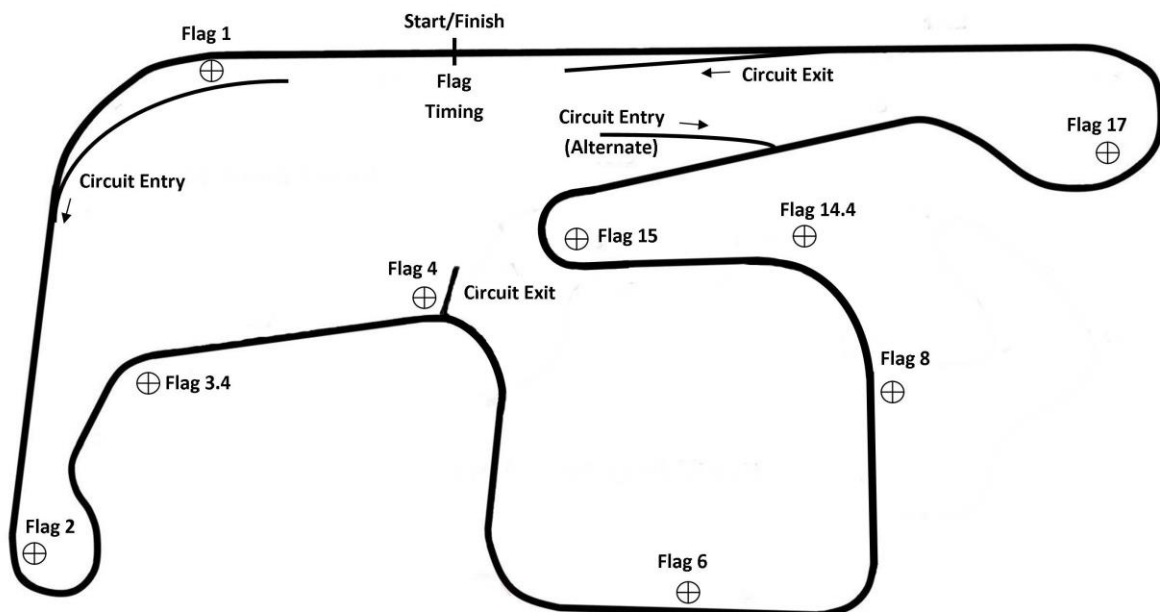 Start/Finish
Flag 1
Flag
Timing
Circuit Exit
Circuit Entry
(Alternate)
Flag 17
Circuit Entry
Flag 14.4
Flag 15
Flag 4
Circuit Exit
Flag 8
Flag 3.4
Flag 2
Flag 6